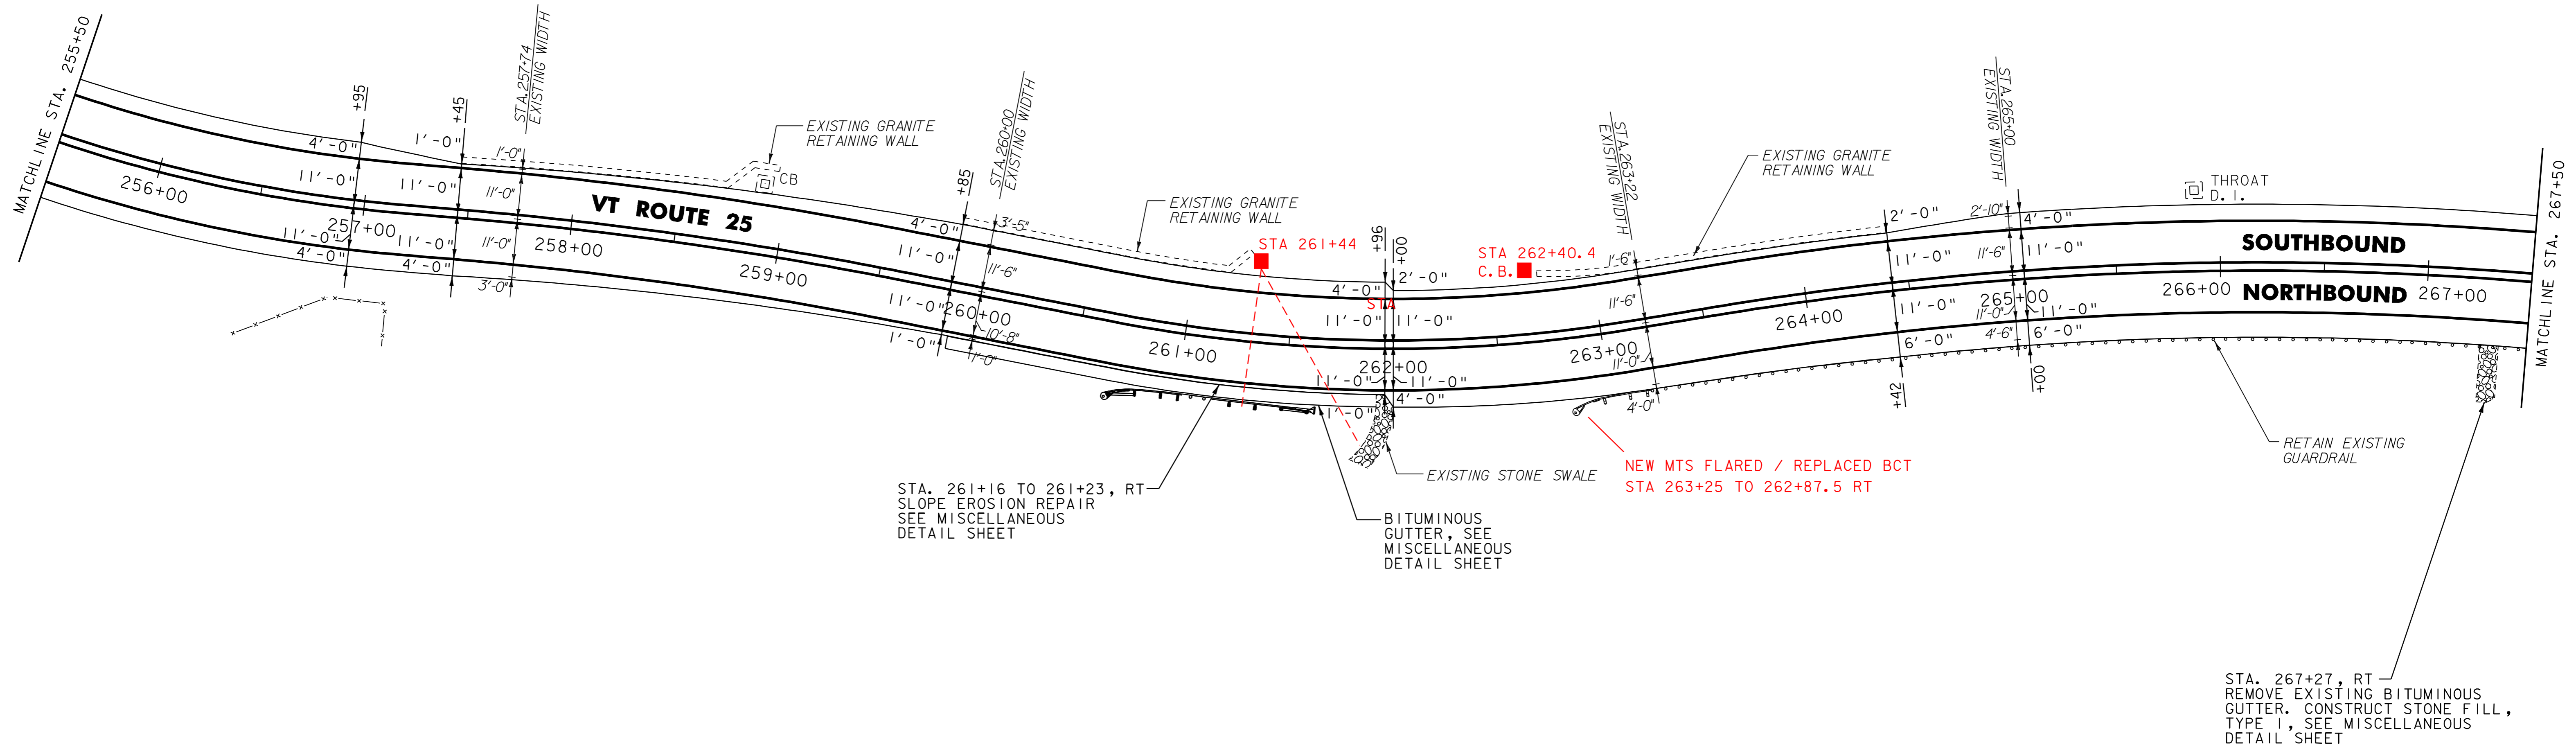 MATCHLINE STA. 255+50
+95
+45
STA.257+74
EXISTING WIDTH
4'-0"
11'-0"
11'-0"
4'-0"
1'-0"
11'-0"
11'-0"
4'-0"
1'-0"
11'-0"
11'-0"
3'-0"
256+00
257+00
258+00
259+00
260+00
261+00
262+00
263+00
264+00
265+00
266+00
267+00
VT ROUTE 25
EXISTING GRANITE
RETAINING WALL
CB
+85
STA.260+00
EXISTING WIDTH
4'-0"
11'-0"
11'-0"
1'-0"
3'-5"
11'-6"
10'-8"
1'-0"
EXISTING GRANITE
RETAINING WALL
STA 261+44
+96
+00
4'-0"
2'-0"
STA
11'-0"
11'-0"
11'-0"
11'-0"
1'-0"
4'-0"
STA 262+40.4
C.B.
STA.263+22
EXISTING WIDTH
1'-6"
11'-6"
11'-0"
4'-0"
EXISTING GRANITE
RETAINING WALL
2'-0"
11'-0"
11'-0"
6'-0"
+42
STA.265+00
EXISTING WIDTH
2'-10"
11'-6"
11'-0"
4'-6"
4'-0"
11'-0"
11'-0"
6'-0"
+00
THROAT
D.I.
SOUTHBOUND
NORTHBOUND
MATCHLINE STA. 267+50
STA. 261+16 TO 261+23, RT
SLOPE EROSION REPAIR
SEE MISCELLANEOUS
DETAIL SHEET
BITUMINOUS
GUTTER, SEE
MISCELLANEOUS
DETAIL SHEET
EXISTING STONE SWALE
NEW MTS FLARED / REPLACED BCT
STA 263+25 TO 262+87.5 RT
RETAIN EXISTING
GUARDRAIL
STA. 267+27, RT
REMOVE EXISTING BITUMINOUS
GUTTER. CONSTRUCT STONE FILL,
TYPE I, SEE MISCELLANEOUS
DETAIL SHEET